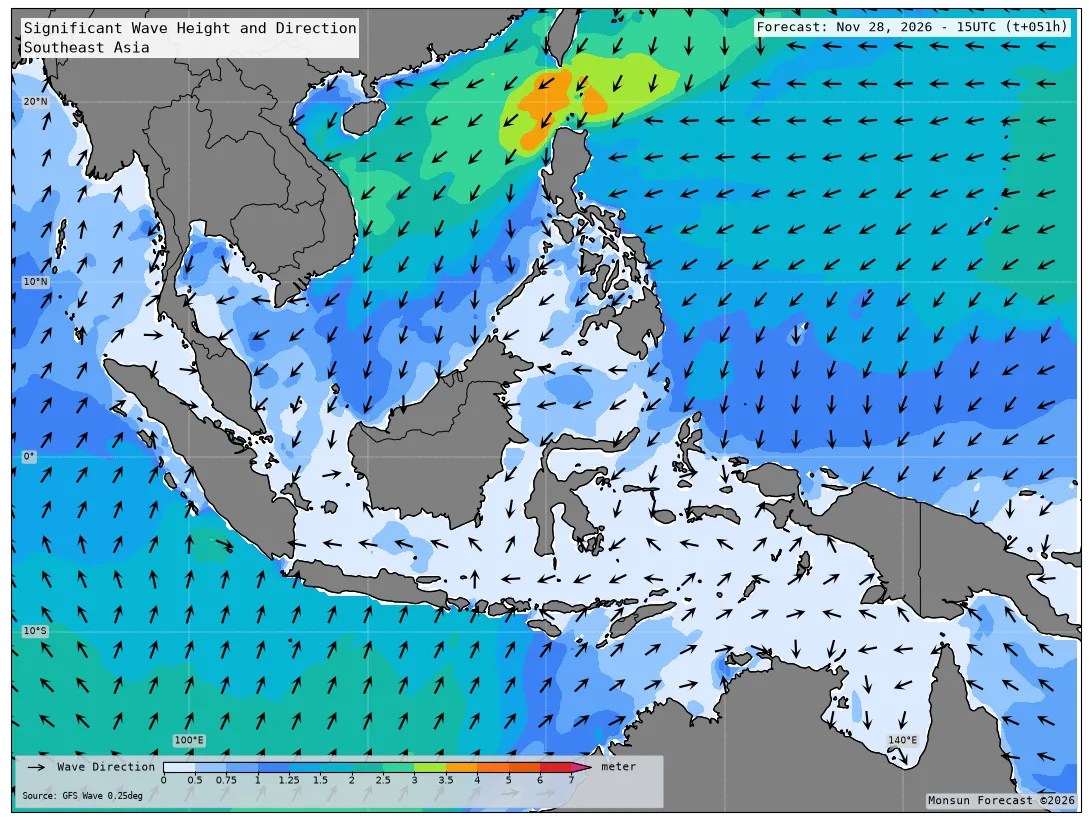 Significant Wave Height and Direction
Southeast Asia
Forecast: Nov 28, 2026 - 15UTC (t+051h)
20°N
10°N
0°
10°S
100°E
140°E
Wave Direction
meter
0 0.5 0.75 1 1.25 1.5 2 2.5 3 3.5 4 5 6 7
Source: GFS Wave 0.25deg
Monsun Forecast ©2026